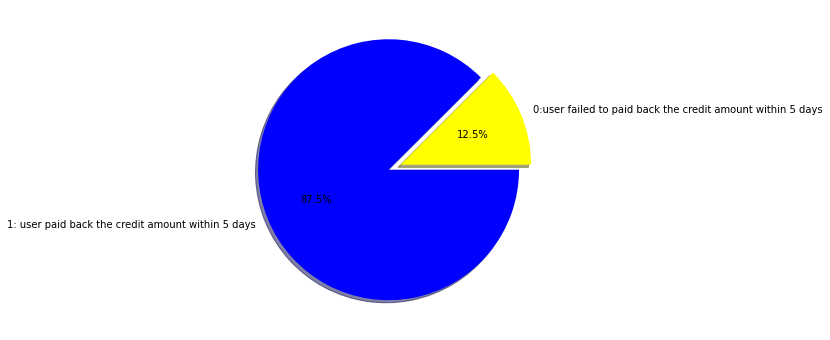 0:user failed to paid back the credit amount within 5 days
12.5%
87.5%
1: user paid back the credit amount within 5 days